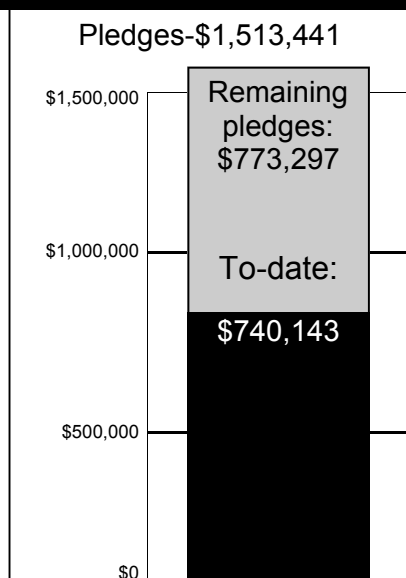 Pledges-$1,513,441
$1,500,000
Remaining
pledges:
$773,297
$1,000,000
To-date:
$740,143
$500,000
$0